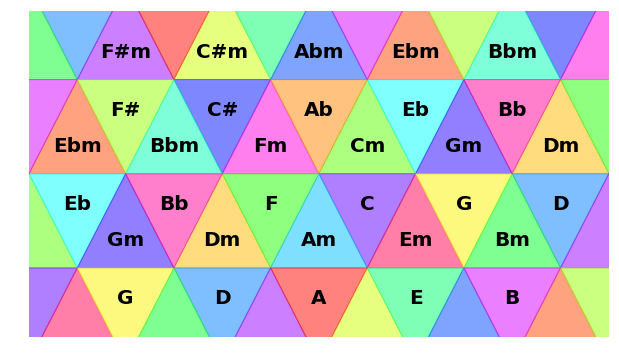 F#m C#m Abm Ebm Bbm
F# C# Ab Eb Bb
Ebm Bbm Fm Cm Gm Dm
Eb Bb F C G D
Gm Dm Am Em Bm
G D A E B